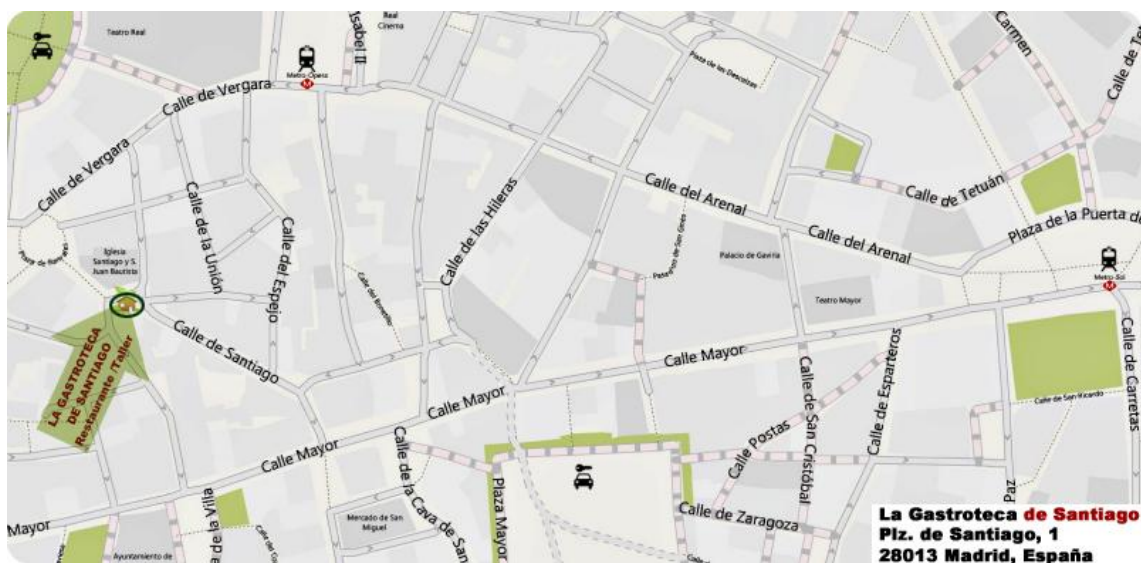 Teatro Real
Real
Cinema
Isabel II
Metro-Opera
Plaza de las Descalzas
Carmen
Calle de Tetuán
Calle de Vergara
Calle de Vergara
Calle de la Unión
Calle del Espejo
Calle de las Hileras
Calle del Arenal
Calle de Tetuán
Calle del Arenal
Plaza de la Puerta de
Iglesia
Santiago y S.
Juan Bautista
Palacio de Gaviria
Metro-Sol
Teatro Mayor
Calle de Santiago
Calle Mayor
Calle Mayor
Calle Mayor
Mayor
LA GASTROTECA
DE SANTIAGO
Restaurante /Taller
Calle de San Cristóbal
Calle de Esparteros
Calle de Carretas
Calle de San Ricardo
Calle Postas
Calle de la Cava de San
Plaza Mayor
Calle de Zaragoza
Paz
e de la Villa
Mercado de San
Miguel
Ayuntamiento de
La Gastroteca de Santiago
Plz. de Santiago, 1
28013 Madrid, España